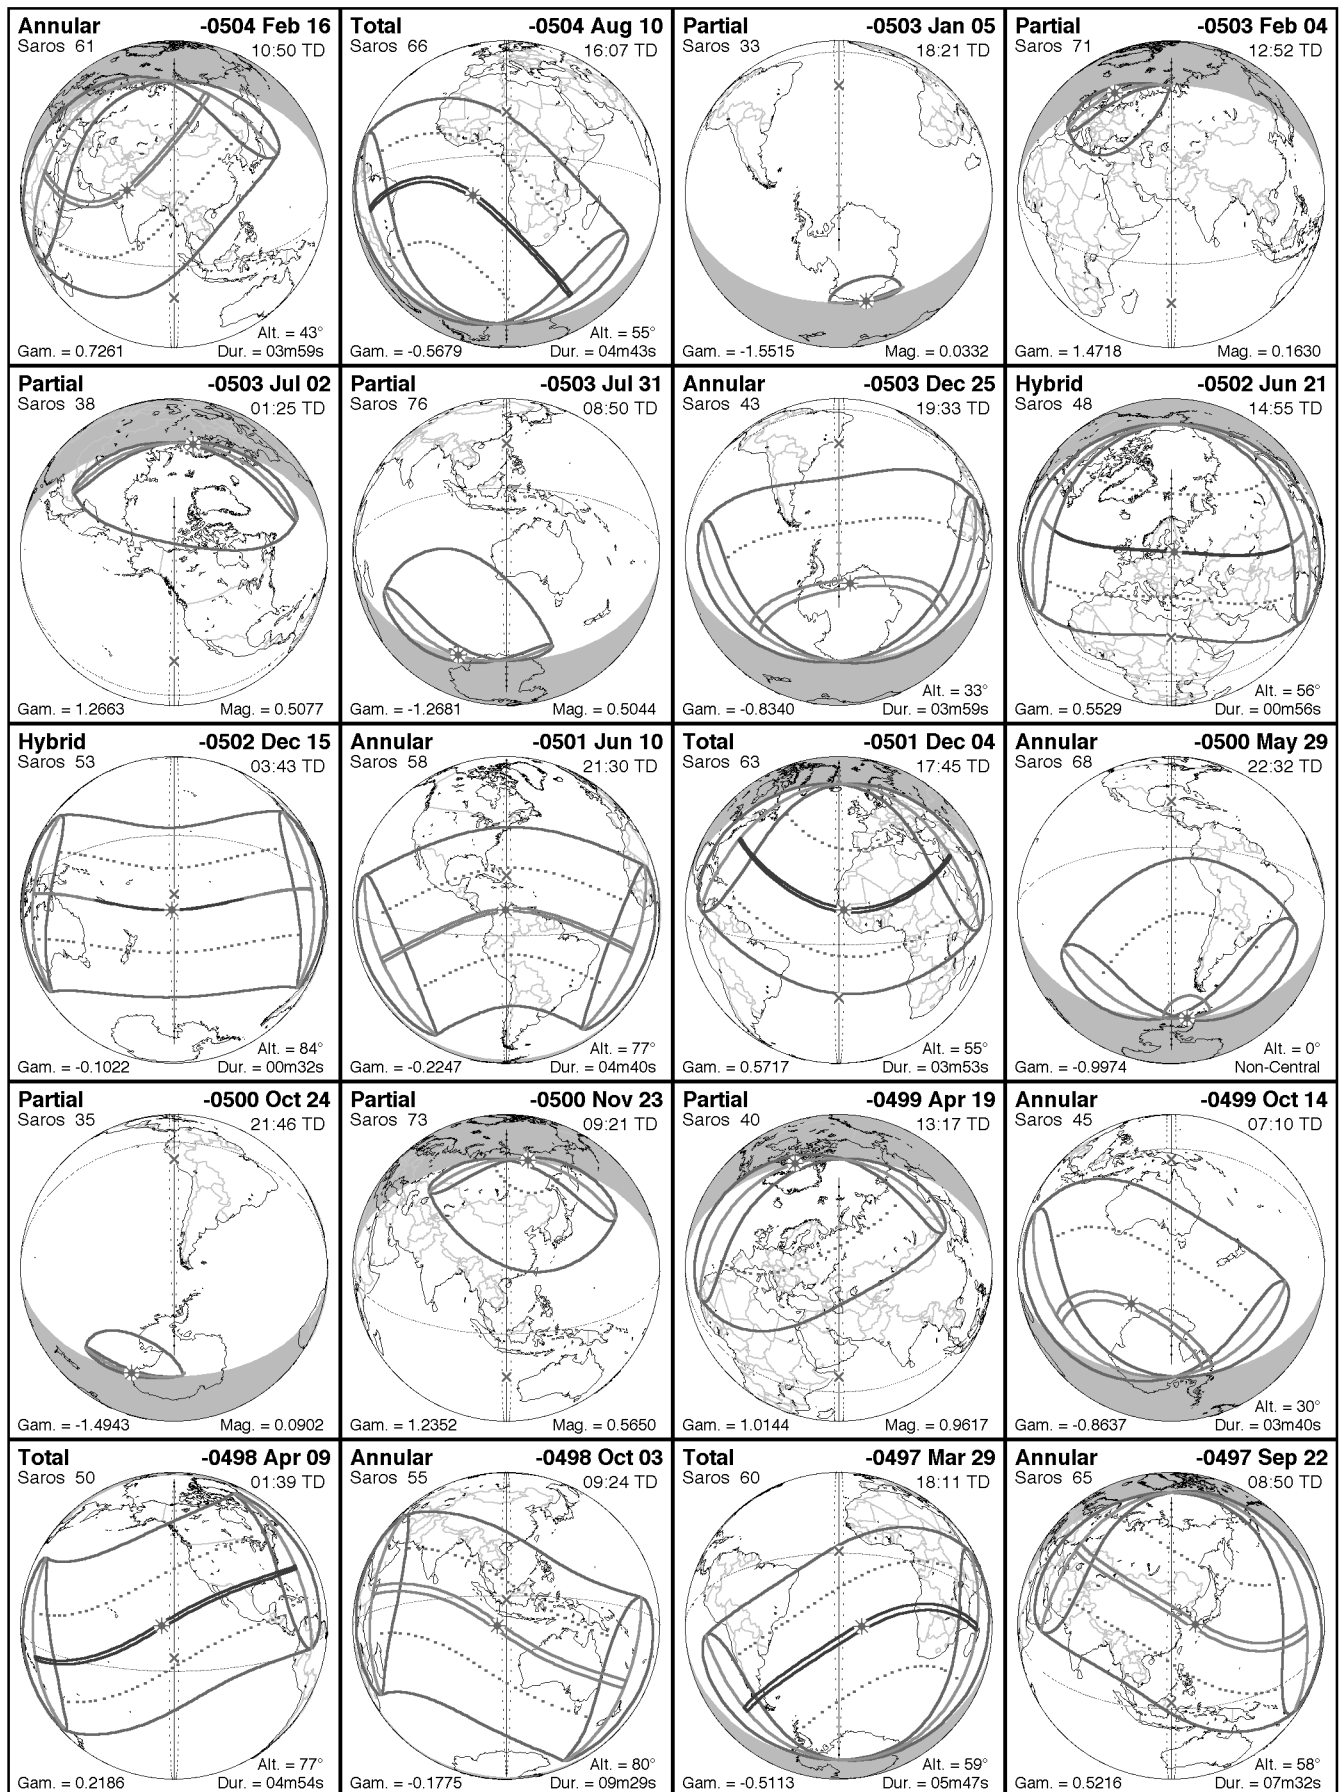 Annular -0504 Feb 16
Saros 61 10:50 TD
Alt. = 43°
Gam. = 0.7261 Dur. = 03m59s
Total -0504 Aug 10
Saros 66 16:07 TD
Alt. = 55°
Gam. = -0.5679 Dur. = 04m43s
Partial -0503 Jan 05
Saros 33 18:21 TD
Gam. = -1.5515 Mag. = 0.0332
Partial -0503 Feb 04
Saros 71 12:52 TD
Gam. = 1.4718 Mag. = 0.1630
Partial -0503 Jul 02
Saros 38 01:25 TD
Gam. = 1.2663 Mag. = 0.5077
Partial -0503 Jul 31
Saros 76 08:50 TD
Gam. = -1.2681 Mag. = 0.5044
Annular -0503 Dec 25
Saros 43 19:33 TD
Alt. = 33°
Gam. = -0.8340 Dur. = 03m59s
Hybrid -0502 Jun 21
Saros 48 14:55 TD
Alt. = 56°
Gam. = 0.5529 Dur. = 00m56s
Hybrid -0502 Dec 15
Saros 53 03:43 TD
Alt. = 84°
Gam. = -0.1022 Dur. = 00m32s
Annular -0501 Jun 10
Saros 58 21:30 TD
Alt. = 77°
Gam. = -0.2247 Dur. = 04m40s
Total -0501 Dec 04
Saros 63 17:45 TD
Alt. = 55°
Gam. = 0.5717 Dur. = 03m53s
Annular -0500 May 29
Saros 68 22:32 TD
Alt. = 0°
Gam. = -0.9974 Non-Central
Partial -0500 Oct 24
Saros 35 21:46 TD
Gam. = -1.4943 Mag. = 0.0902
Partial -0500 Nov 23
Saros 73 09:21 TD
Gam. = 1.2352 Mag. = 0.5650
Partial -0499 Apr 19
Saros 40 13:17 TD
Gam. = 1.0144 Mag. = 0.9617
Annular -0499 Oct 14
Saros 45 07:10 TD
Alt. = 30°
Gam. = -0.8637 Dur. = 03m40s
Total -0498 Apr 09
Saros 50 01:39 TD
Alt. = 77°
Gam. = 0.2186 Dur. = 04m54s
Annular -0498 Oct 03
Saros 55 09:24 TD
Alt. = 80°
Gam. = -0.1775 Dur. = 09m29s
Total -0497 Mar 29
Saros 60 18:11 TD
Alt. = 59°
Gam. = -0.5113 Dur. = 05m47s
Annular -0497 Sep 22
Saros 65 08:50 TD
Alt. = 58°
Gam. = 0.5216 Dur. = 07m32s